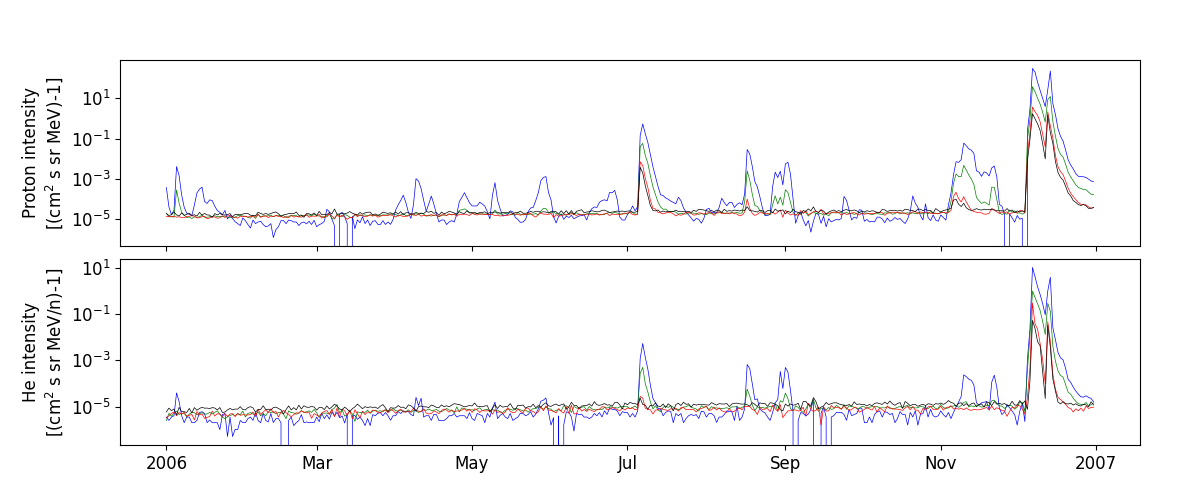 Proton intensity
[(cm² s sr MeV)-1]
10¹
10⁻¹
10⁻³
10⁻⁵
He intensity
[(cm² s sr MeV/n)-1]
10¹
10⁻¹
10⁻³
10⁻⁵
2006 Mar May Jul Sep Nov 2007